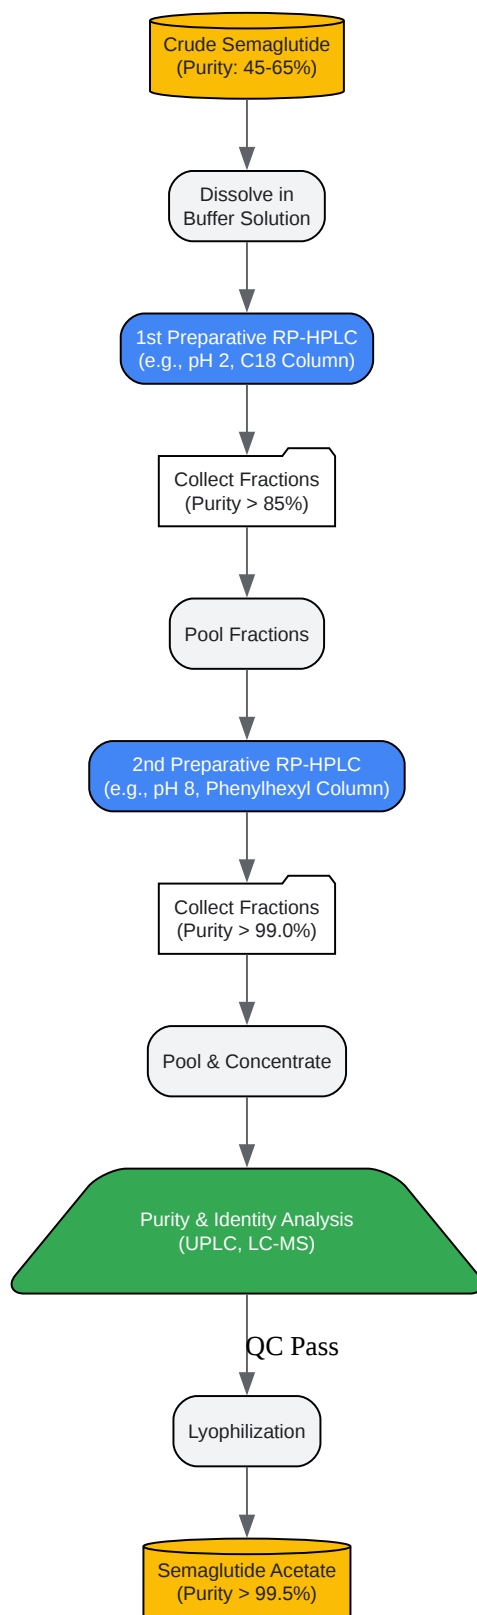 Crude Semaglutide
(Purity: 45-65%)
Dissolve in
Buffer Solution
1st Preparative RP-HPLC
(e.g., pH 2, C18 Column)
Collect Fractions
(Purity > 85%)
Pool Fractions
2nd Preparative RP-HPLC
(e.g., pH 8, Phenylhexyl Column)
Collect Fractions
(Purity > 99.0%)
Pool & Concentrate
Purity & Identity Analysis
(UPLC, LC-MS)
QC Pass
Lyophilization
Semaglutide Acetate
(Purity > 99.5%)